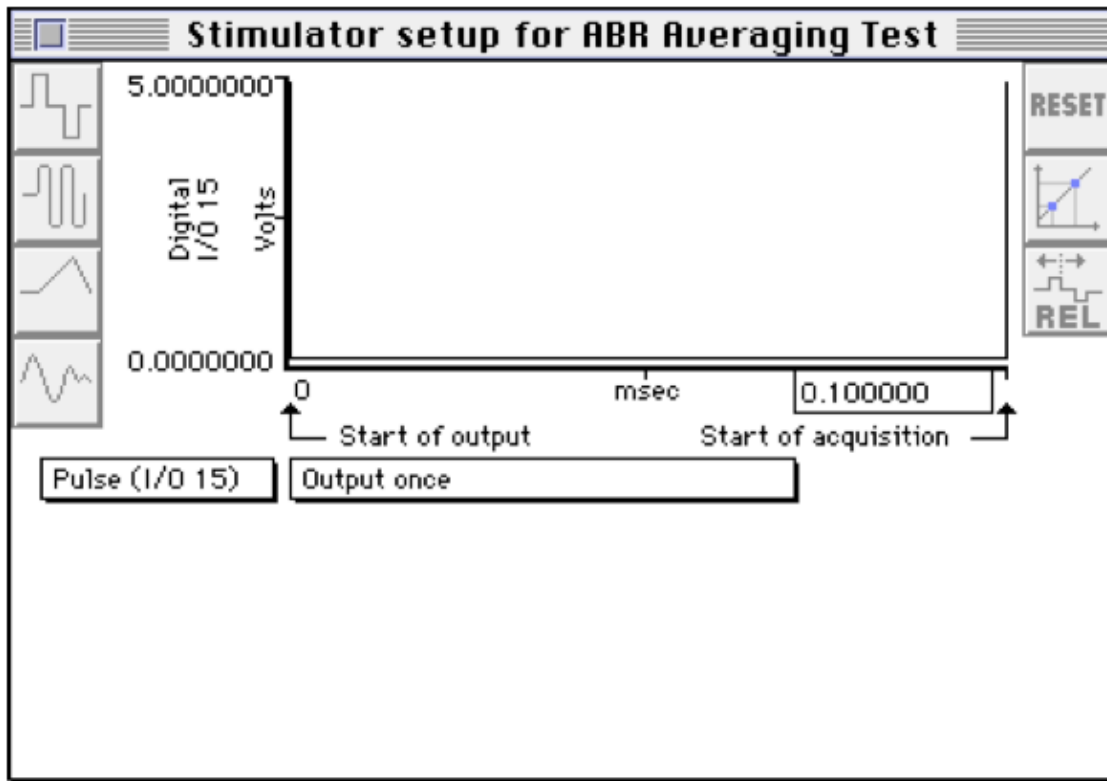 Stimulator setup for ABR Averaging Test
5.0000000
RESET
Digital
I/O 15
Volts
REL
0.0000000
0
msec
0.100000
Start of output
Start of acquisition
Pulse (I/O 15)
Output once